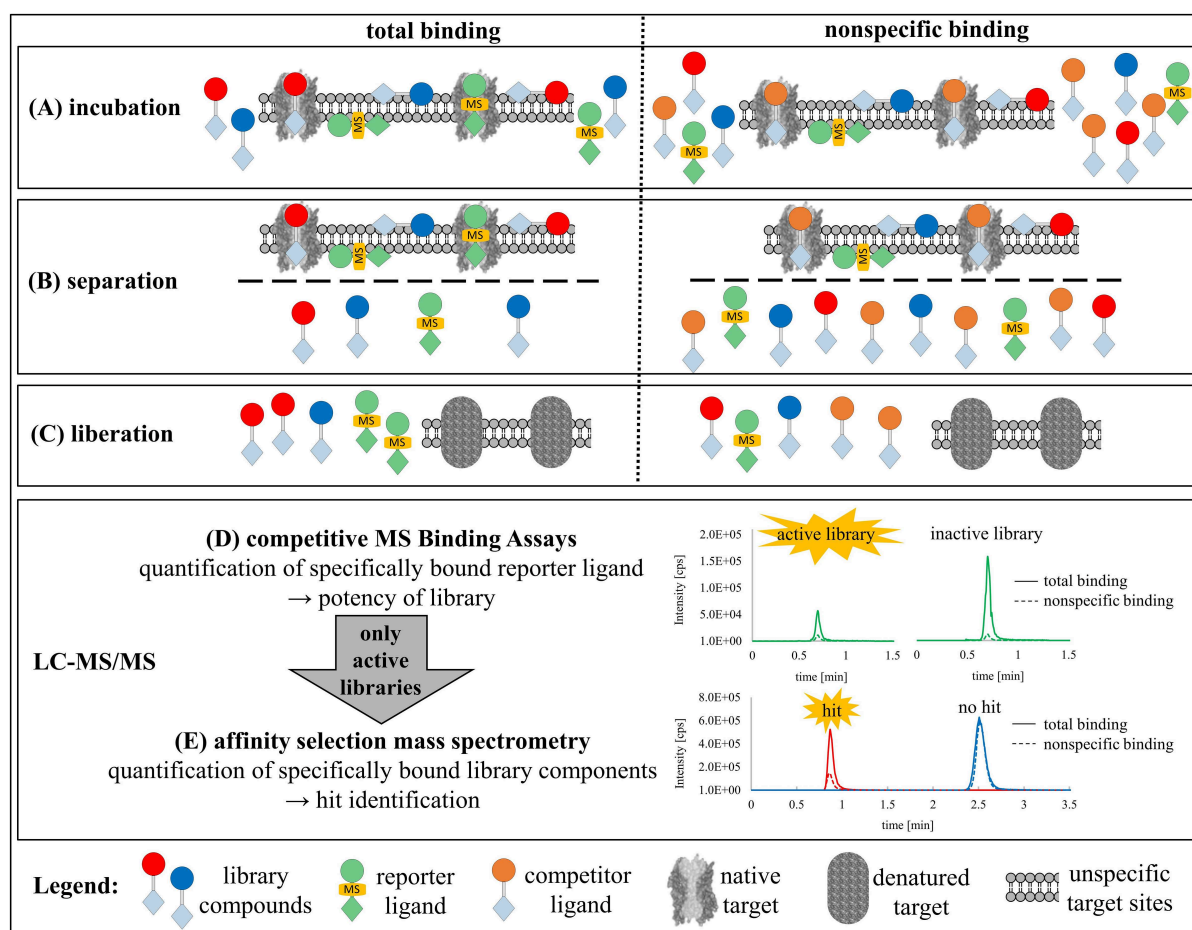 total binding
nonspecific binding
(A) incubation
MS
MS
MS
MS
MS
MS
(B) separation
MS
MS
MS
MS
MS
MS
(C) liberation
MS
MS
MS
(D) competitive MS Binding Assays
quantification of specifically bound reporter ligand
→ potency of library
only
active
libraries
LC-MS/MS
(E) affinity selection mass spectrometry
quantification of specifically bound library components
→ hit identification
active library
inactive library
Intensity [cps]
2.0E+05
1.5E+05
1.0E+05
5.0E+04
1.0E+00
total binding
nonspecific binding
0 0.5 1 1.5
0 0.5 1 1.5
time [min]
time [min]
hit
no hit
Intensity [cps]
8.0E+05
6.0E+05
4.0E+05
2.0E+05
1.0E+00
total binding
nonspecific binding
0 0.5 1 1.5 2 2.5 3 3.5
time [min]
Legend:
library
compounds
MS
reporter
ligand
competitor
ligand
native
target
denatured
target
unspecific
target sites